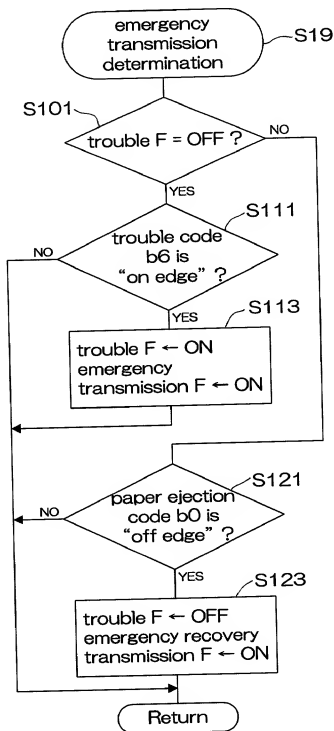 emergency
transmission
determination
S19
S101
trouble F = OFF ?
NO
YES
S111
trouble code
b6 is
“on edge” ?
NO
YES
S113
trouble F ← ON
emergency
transmission F ← ON
S121
paper ejection
code b0 is
“off edge” ?
NO
YES
S123
trouble F ← OFF
emergency recovery
transmission F ← ON
Return